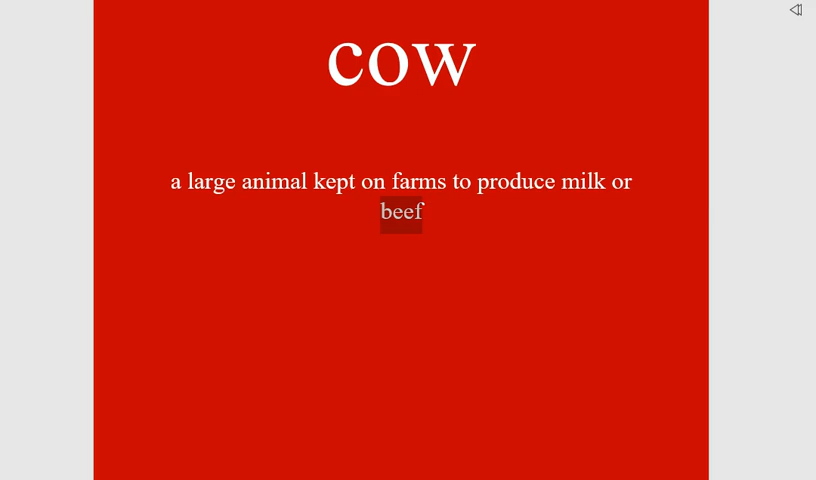 cow
a large animal kept on farms to produce milk or
beef